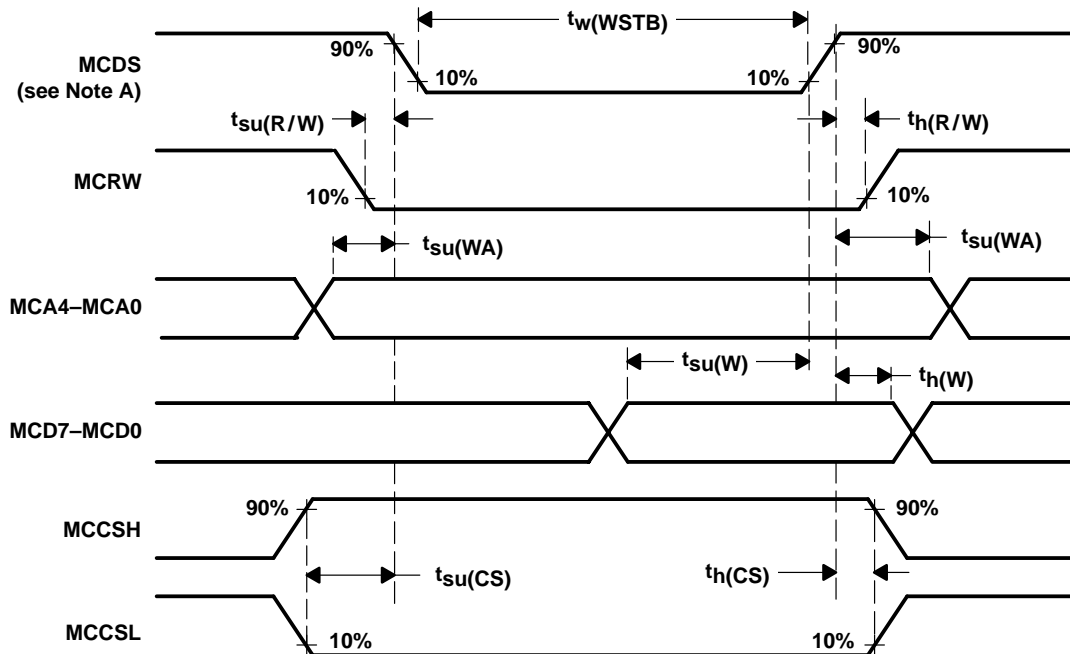 tw(WSTB)
90%
90%
MCDS
(see Note A)
10%
10%
tsu(R/W)
th(R/W)
MCRW
10%
10%
tsu(WA)
tsu(WA)
MCA4–MCA0
tsu(W)
th(W)
MCD7–MCD0
90%
90%
MCCSH
tsu(CS)
th(CS)
MCCSL
10%
10%